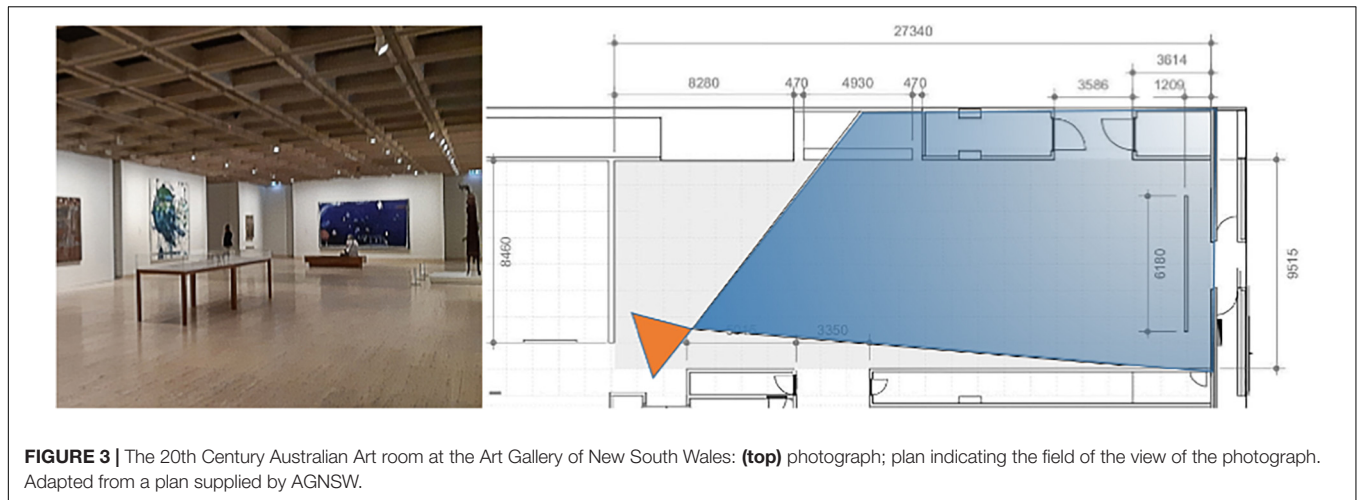 27340
3614
8280 470 4930 470 3586 1209
8460
6180
9515
3350
FIGURE 3 | The 20th Century Australian Art room at the Art Gallery of New South Wales: (top) photograph; plan indicating the field of the view of the photograph.
Adapted from a plan supplied by AGNSW.